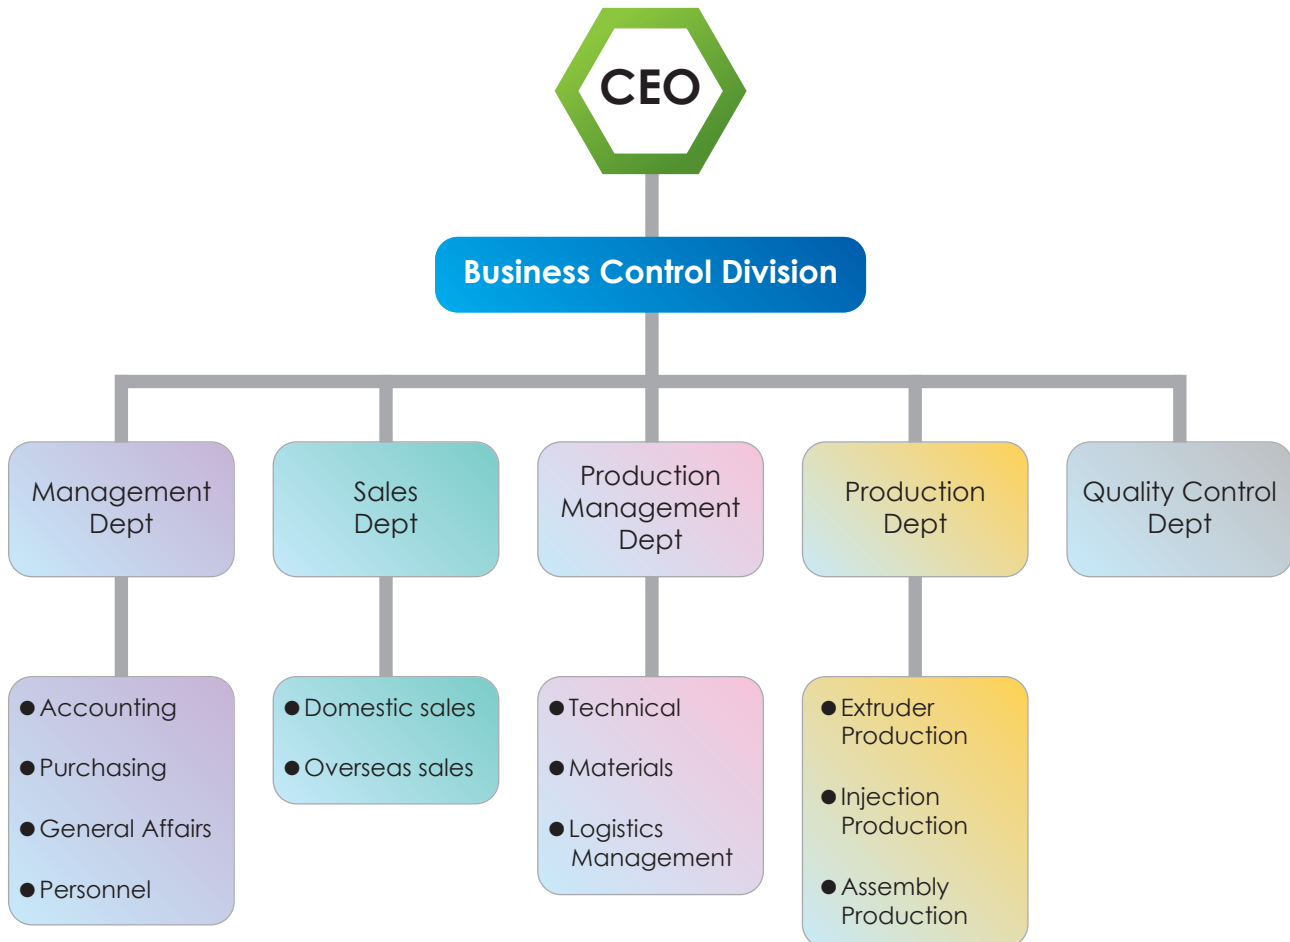 CEO
Business Control Division
Management
Dept
Sales
Dept
Production
Management
Dept
Production
Dept
Quality Control
Dept
● Accounting
● Purchasing
● General Affairs
● Personnel
● Domestic sales
● Overseas sales
● Technical
● Materials
● Logistics
Management
● Extruder
Production
● Injection
Production
● Assembly
Production